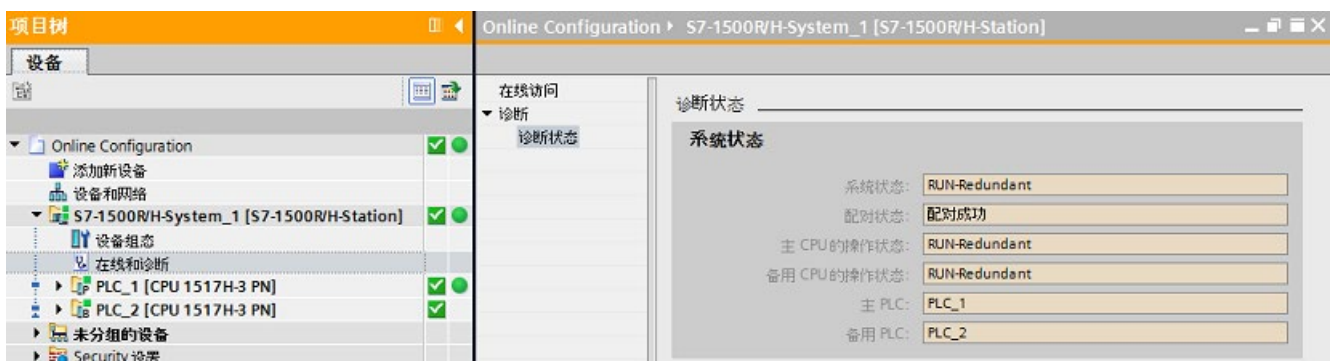 项目树
设备
Online Configuration
添加新设备
设备和网络
S7-1500R/H-System_1 [S7-1500R/H-Station]
设备组态
在线和诊断
PLC_1 [CPU 1517H-3 PN]
PLC_2 [CPU 1517H-3 PN]
未分组的设备
Security 设置
Online Configuration ▸ S7-1500R/H-System_1 [S7-1500R/H-Station]
在线访问
诊断
诊断状态
诊断状态
系统状态
系统状态: RUN-Redundant
配对状态: 配对成功
主 CPU的操作状态: RUN-Redundant
备用 CPU的操作状态: RUN-Redundant
主 PLC: PLC_1
备用 PLC: PLC_2